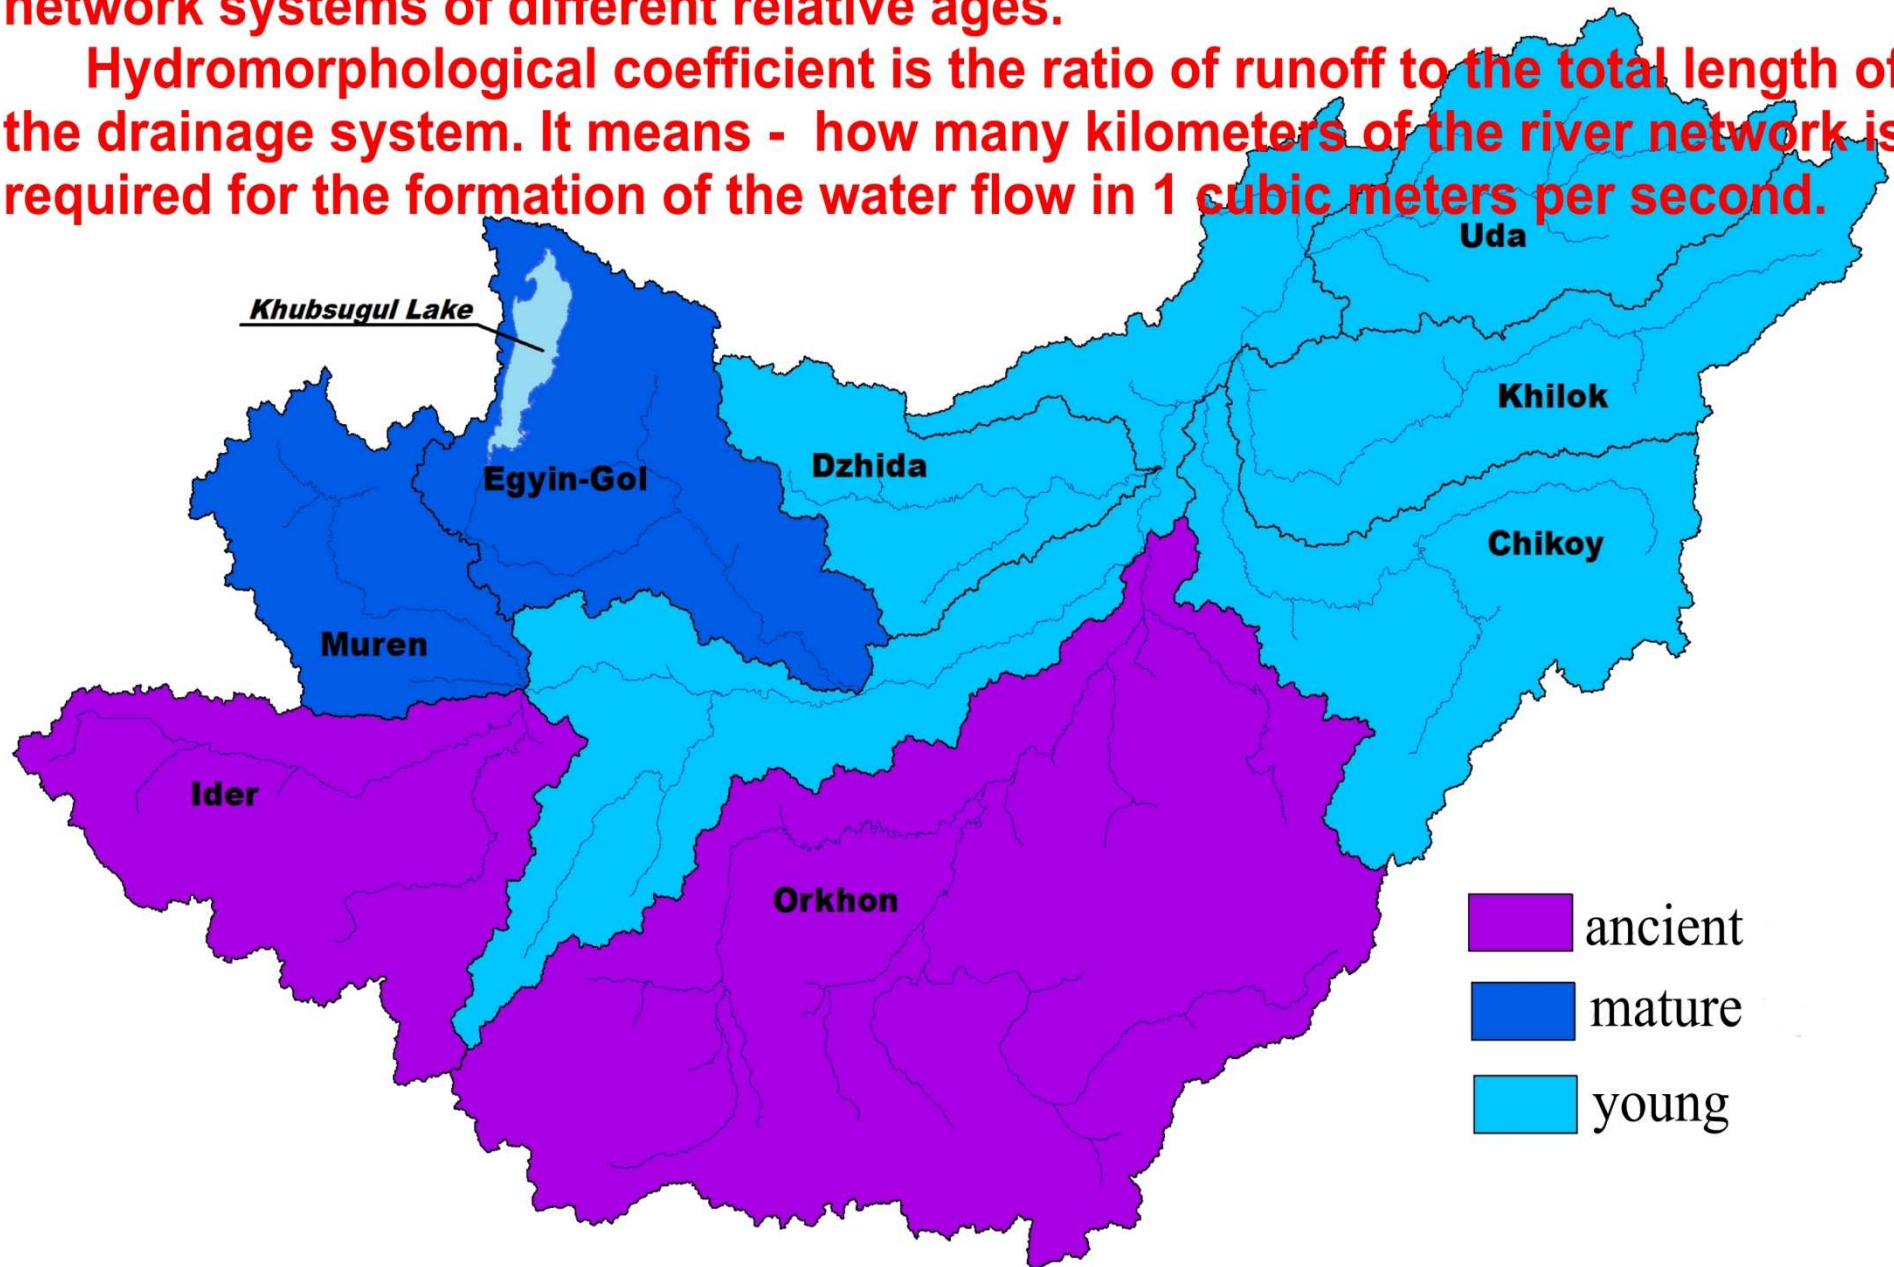 network systems of different relative ages.
Hydromorphological coefficient is the ratio of runoff to the total length of
the drainage system. It means - how many kilometers of the river network is
required for the formation of the water flow in 1 cubic meters per second.
Uda
Khubsugul Lake
Khilok
Dzhida
Egyin-Gol
Chikoy
Muren
Ider
Orkhon
ancient
mature
young